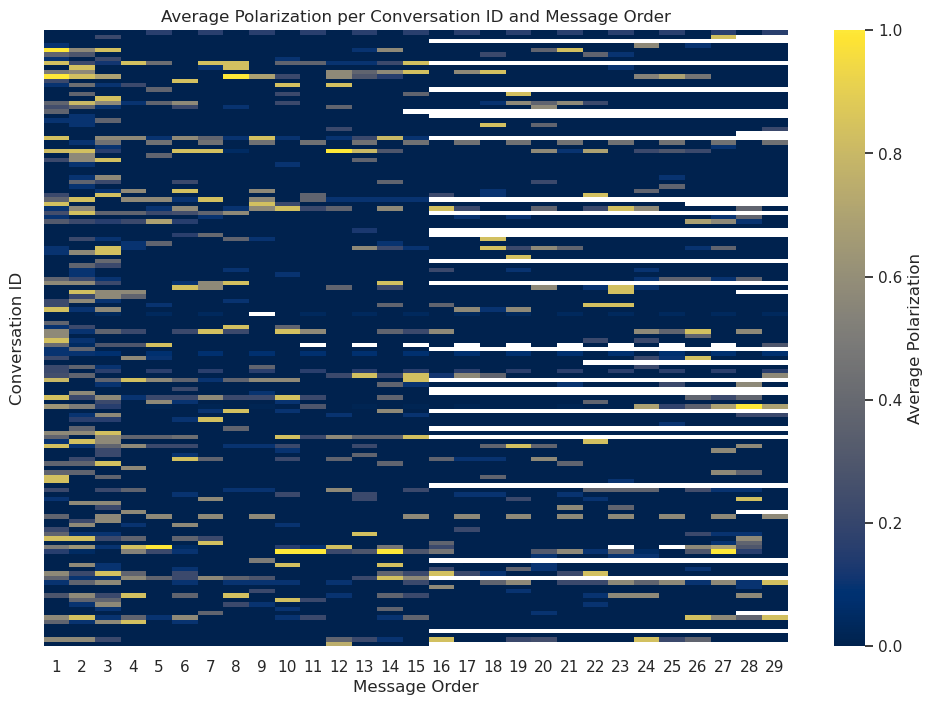 Average Polarization per Conversation ID and Message Order
Conversation ID
1 2 3 4 5 6 7 8 9 10 11 12 13 14 15 16 17 18 19 20 21 22 23 24 25 26 27 28 29
Message Order
1.0
0.8
0.6
0.4
0.2
0.0
Average Polarization